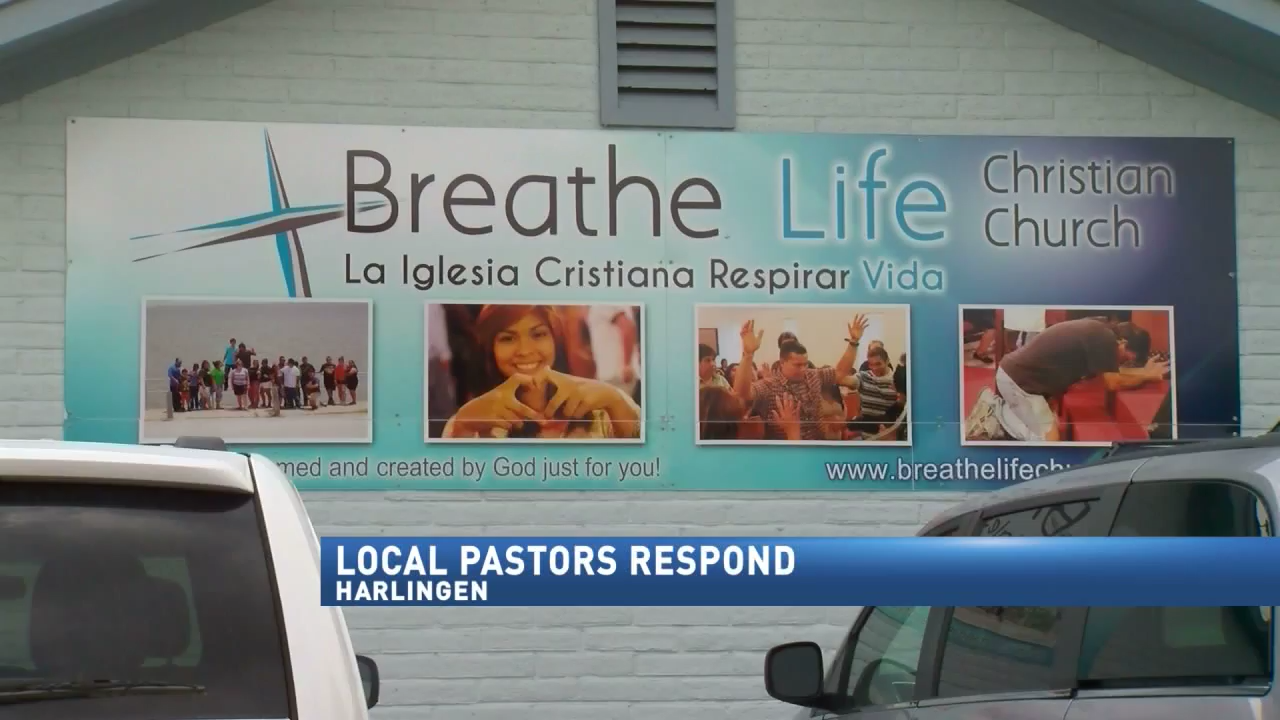 Breathe Life Christian Church
La Iglesia Cristiana Respirar Vida
and created by God just for you!
LOCAL PASTORS RESPOND
HARLINGEN